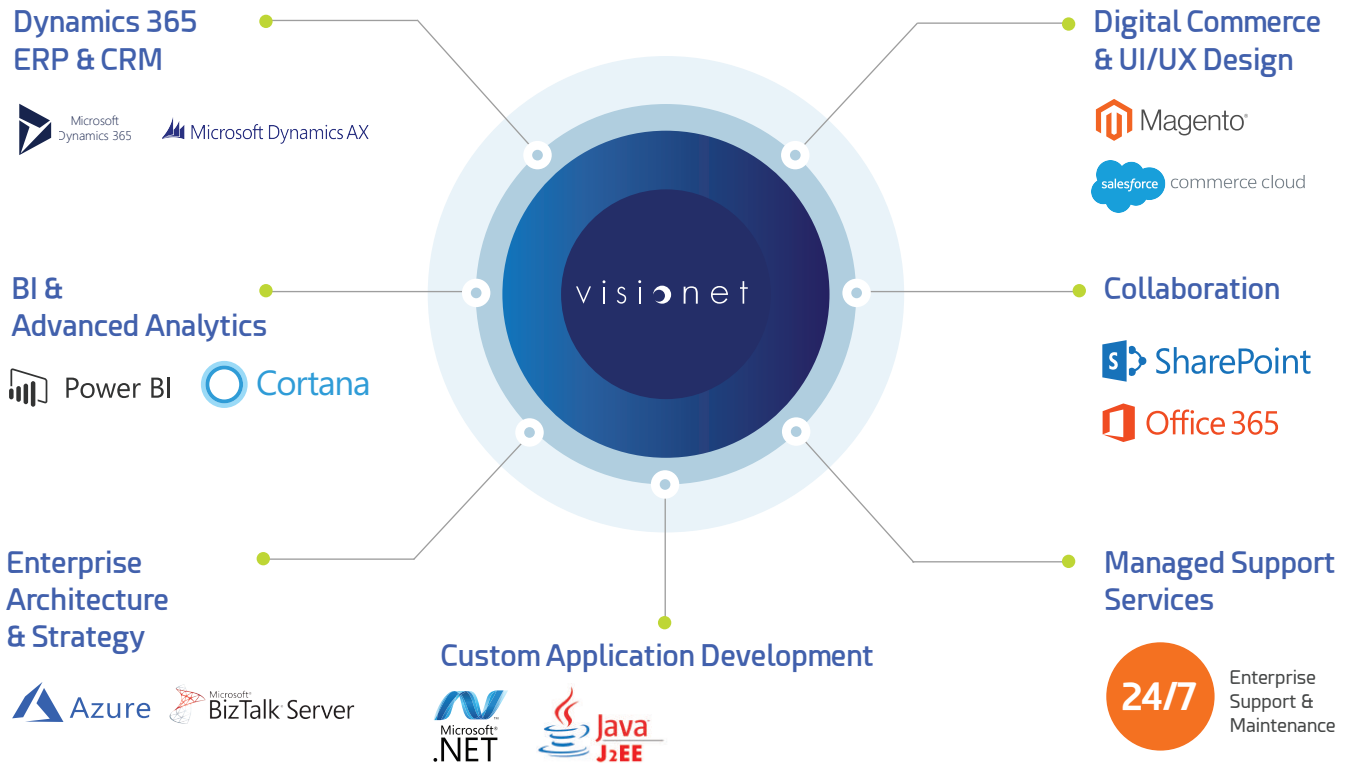 Dynamics 365
ERP & CRM
Microsoft
Dynamics 365
Microsoft Dynamics AX
Digital Commerce
& UI/UX Design
Magento®
salesforce commerce cloud
BI &
Advanced Analytics
Power BI
Cortana
visionet
Collaboration
S
SharePoint
Office 365
Enterprise
Architecture
& Strategy
Azure
Microsoft®
BizTalk Server
Custom Application Development
Microsoft®
.NET
™
Java
J2EE
Managed Support
Services
24/7
Enterprise
Support &
Maintenance